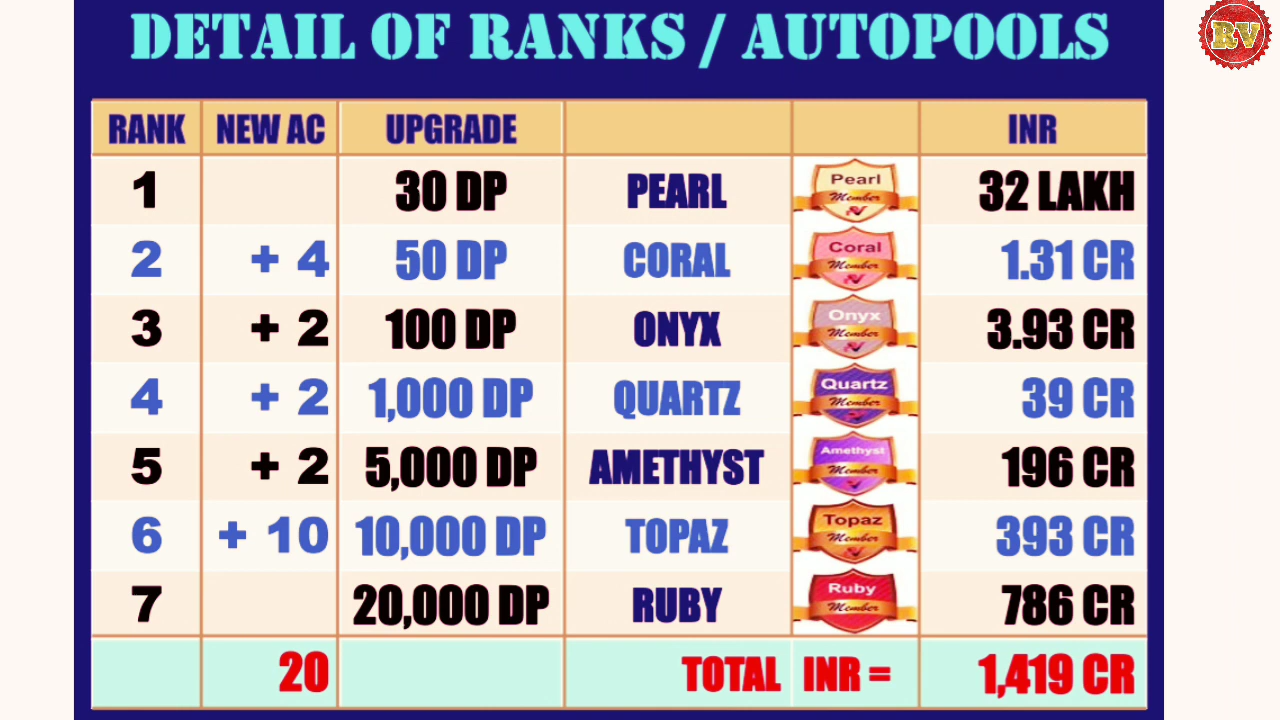 DETAIL OF RANKS / AUTOPOOLS
RV
RANK NEW AC UPGRADE INR
1 30 DP PEARL Pearl Member 32 LAKH
2 + 4 50 DP CORAL Coral Member 1.31 CR
3 + 2 100 DP ONYX Onyx Member 3.93 CR
4 + 2 1,000 DP QUARTZ Quartz Member 39 CR
5 + 2 5,000 DP AMETHYST Amethyst Member 196 CR
6 + 10 10,000 DP TOPAZ Topaz Member 393 CR
7 20,000 DP RUBY Ruby Member 786 CR
20 TOTAL INR = 1,419 CR